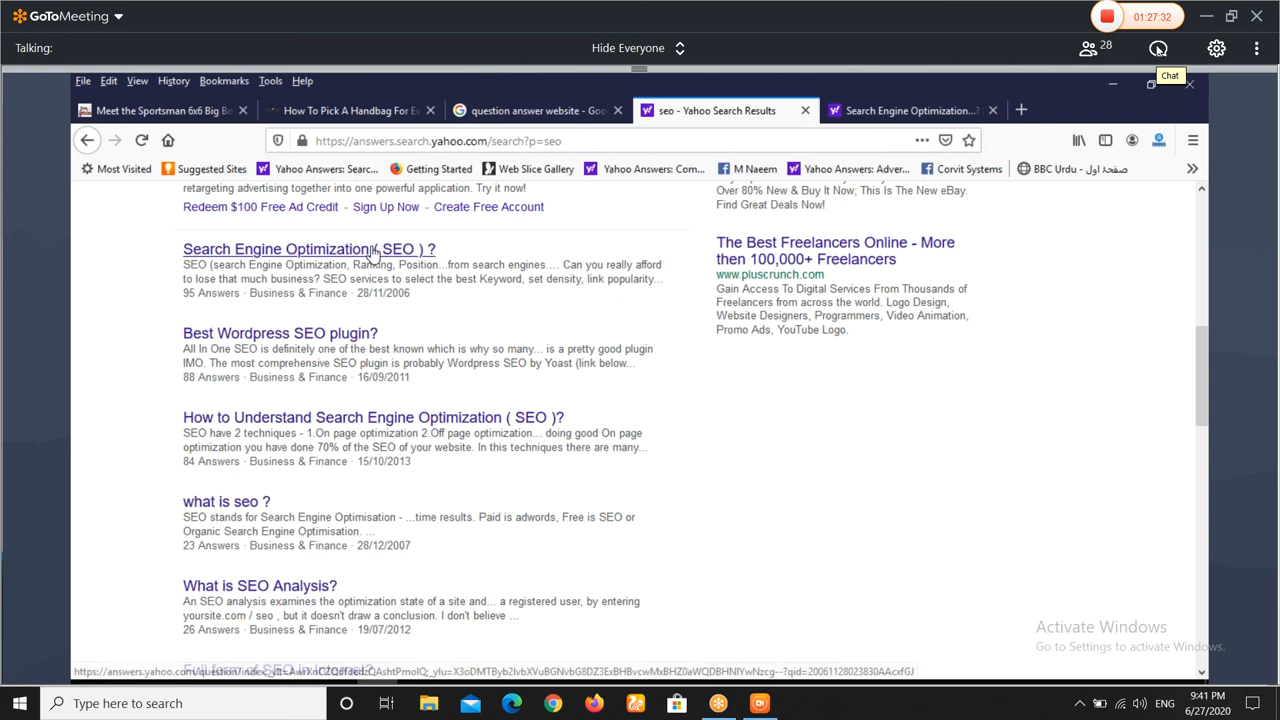 GoToMeeting
01:27:32
Talking:
Hide Everyone
28
Chat
File Edit View History Bookmarks Tools Help
Meet the Sportsman 6x6 Big Bo
How To Pick A Handbag For Ev
question answer website - Goo
seo - Yahoo Search Results
Search Engine Optimization...?
https://answers.search.yahoo.com/search?p=seo
Most Visited
Suggested Sites
Yahoo Answers: Searc...
Getting Started
Web Slice Gallery
Yahoo Answers: Com...
M Naeem
Yahoo Answers: Adver...
Corvit Systems
BBC Urdu - صفحۂ اول
retargeting advertising together into one powerful application. Try it now!
Redeem $100 Free Ad Credit - Sign Up Now - Create Free Account
Search Engine Optimization ( SEO ) ?
SEO (search Engine Optimization, Ranking, Position...from search engines.... Can you really afford
to lose that much business? SEO services to select the best Keyword, set density, link popularity...
95 Answers · Business & Finance · 28/11/2006
Best Wordpress SEO plugin?
All In One SEO is definitely one of the best known which is why so many... is a pretty good plugin
IMO. The most comprehensive SEO plugin is probably Wordpress SEO by Yoast (link below...
88 Answers · Business & Finance · 16/09/2011
How to Understand Search Engine Optimization ( SEO )?
SEO have 2 techniques - 1.On page optimization 2.Off page optimization... doing good On page
optimization you have done 70% of the SEO of your website. In this techniques there are many...
84 Answers · Business & Finance · 15/10/2013
what is seo ?
SEO stands for Search Engine Optimisation - ...time results. Paid is adwords, Free is SEO or
Organic Search Engine Optimisation. ...
23 Answers · Business & Finance · 28/12/2007
What is SEO Analysis?
An SEO analysis examines the optimization state of a site and... a registered user, by entering
yoursite.com / seo , but it doesn't draw a conclusion. I don't believe ...
26 Answers · Business & Finance · 19/07/2012
Full form of SEO in internet?
Over 80% New & Buy It Now; This Is The New eBay.
Find Great Deals Now!
The Best Freelancers Online - More
then 100,000+ Freelancers
www.pluscrunch.com
Gain Access To Digital Services From Thousands of
Freelancers from across the world. Logo Design,
Website Designers, Programmers, Video Animation,
Promo Ads, YouTube Logo.
Activate Windows
Go to Settings to activate Windows.
Type here to search
ENG
9:41 PM
6/27/2020